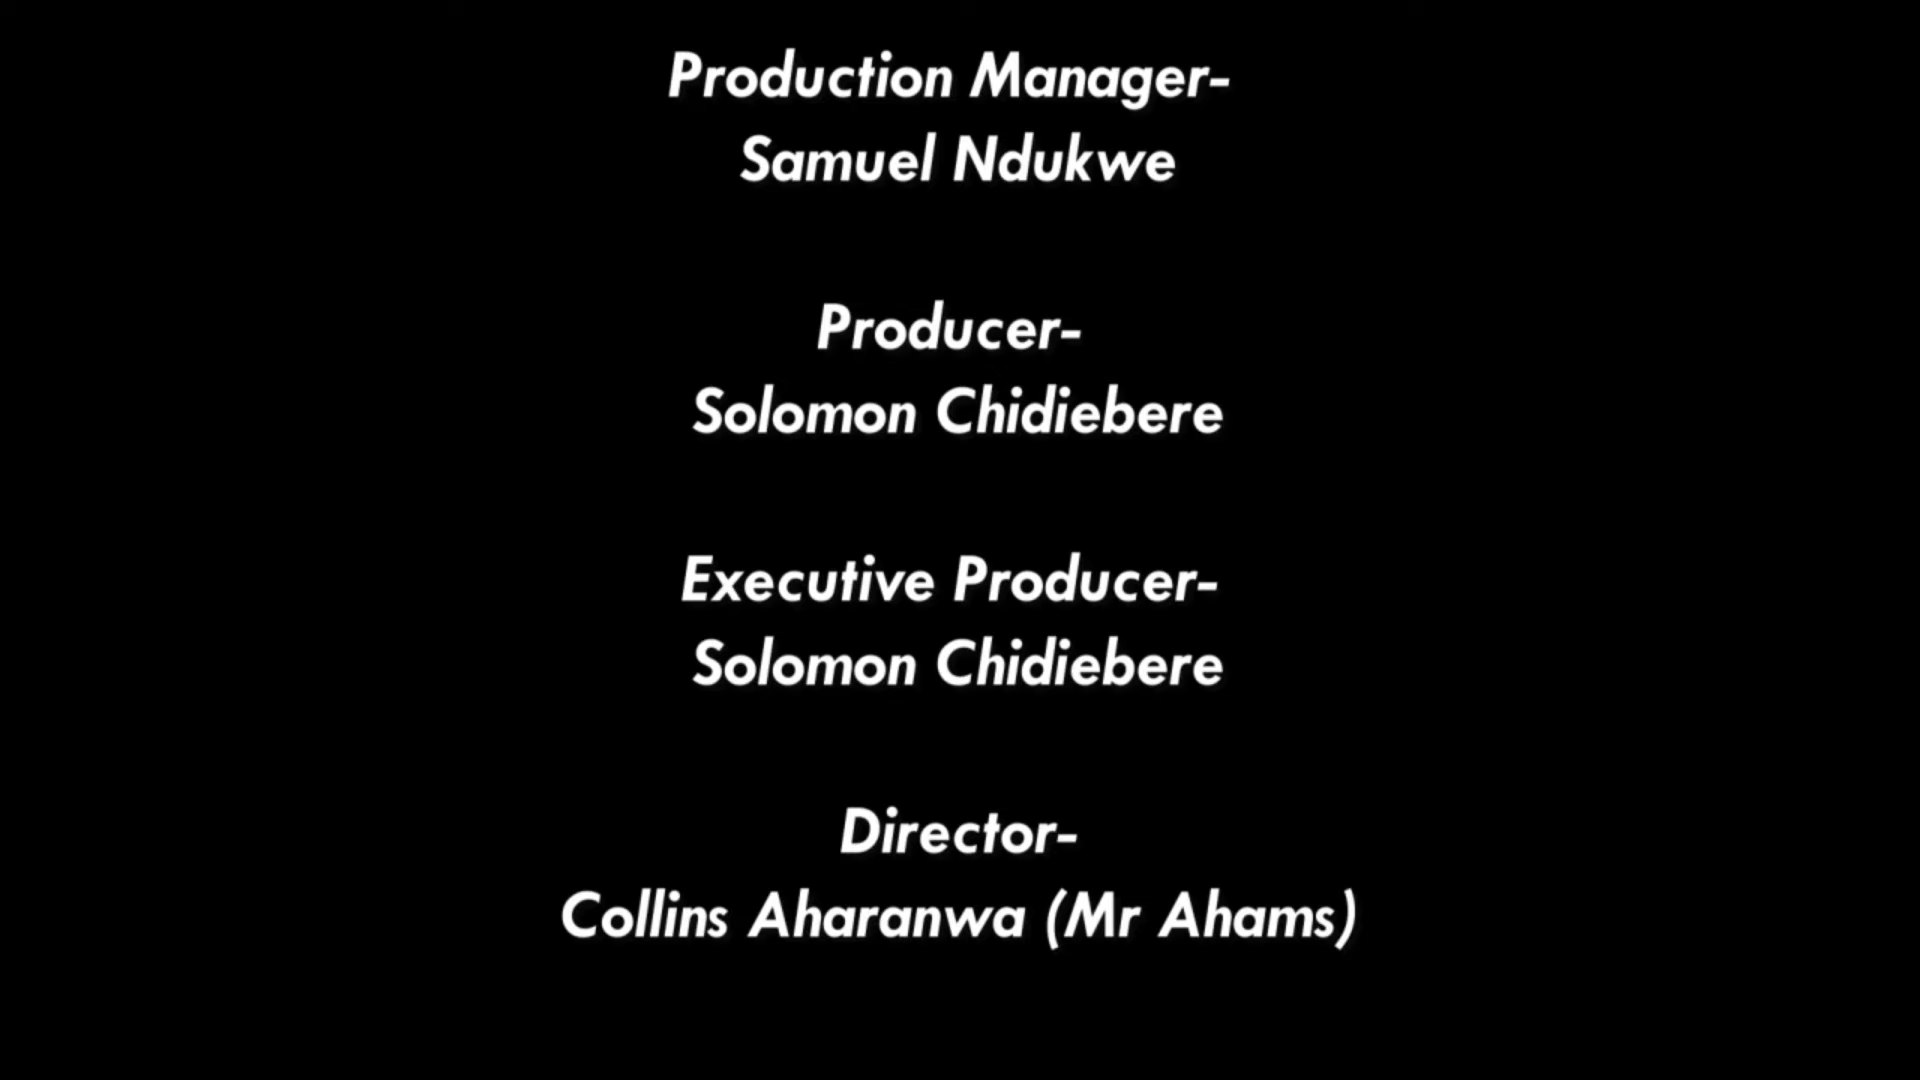 Production Manager-
Samuel Ndukwe
Producer-
Solomon Chidiebere
Executive Producer-
Solomon Chidiebere
Director-
Collins Aharanwa (Mr Ahams)